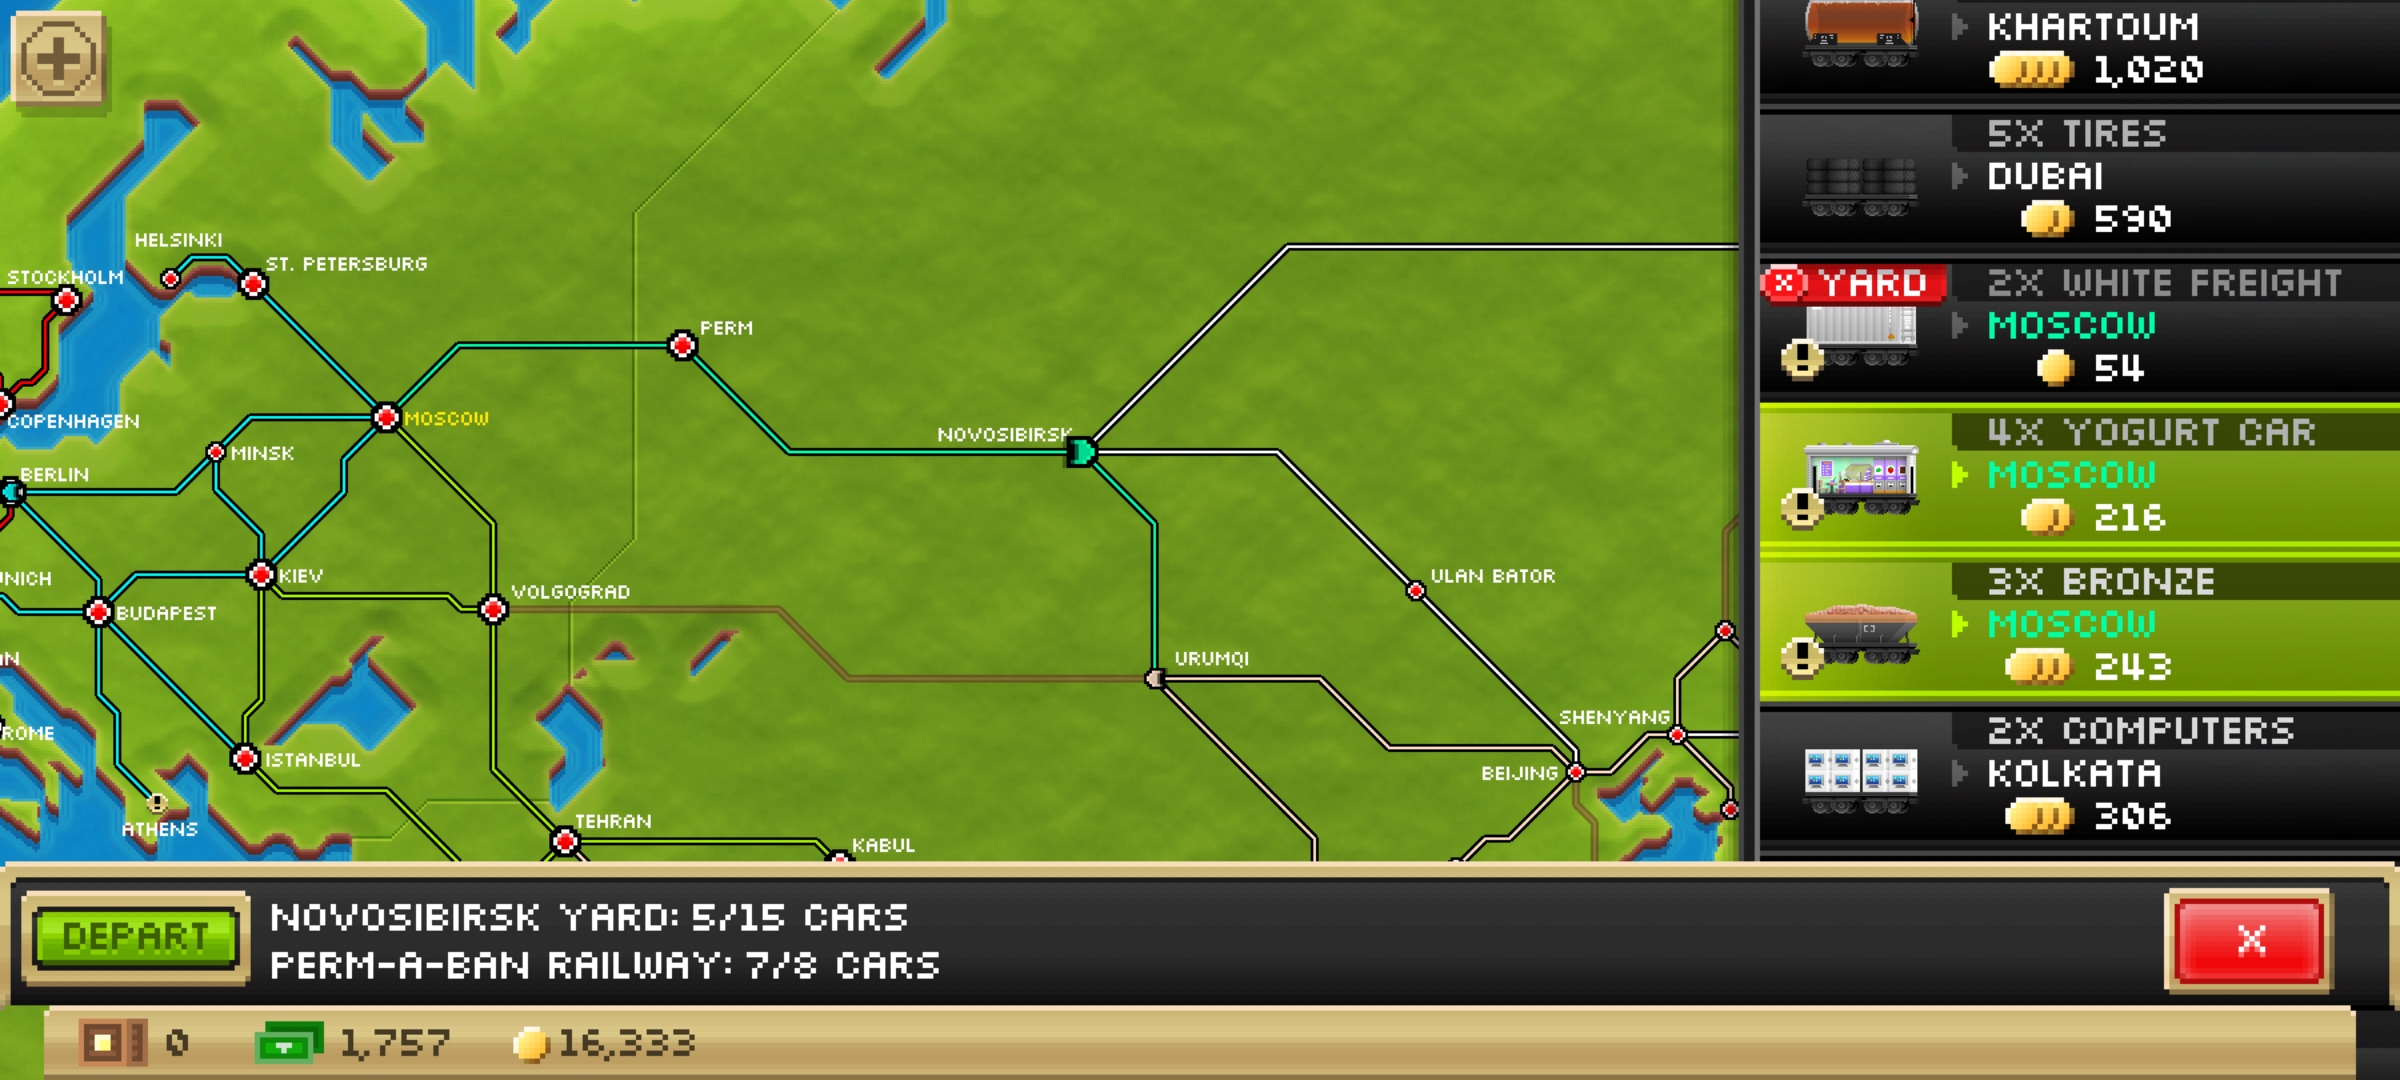 HELSINKI
ST. PETERSBURG
STOCKHOLM
PERM
COPENHAGEN
MOSCOW
NOVOSIBIRSK
MINSK
BERLIN
NICH
KIEV
VOLGOGRAD
ULAN BATOR
BUDAPEST
AN
URUMQI
ROME
SHENYANG
ISTANBUL
BEIJING
ATHENS
TEHRAN
KABUL
KHARTOUM
1,020
5X TIRES
DUBAI
590
X YARD
2X WHITE FREIGHT
MOSCOW
54
4X YOGURT CAR
MOSCOW
216
3X BRONZE
MOSCOW
243
2X COMPUTERS
KOLKATA
306
DEPART
NOVOSIBIRSK YARD: 5/15 CARS
PERM-A-BAN RAILWAY: 7/8 CARS
X
0
1,757
16,333